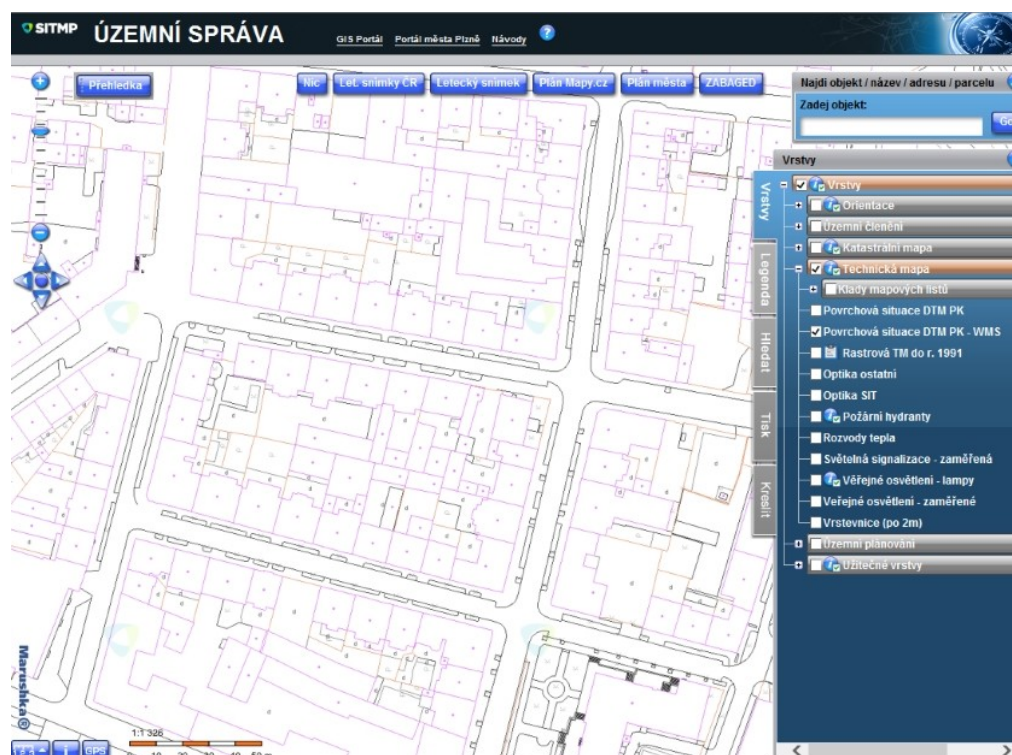 SITMP ÚZEMNÍ SPRÁVA GIS Portál Portál města Plzně Návody ?
Přehledka Nic Let. snímky ČR Letecký snímek Plán Mapy.cz Plán města ZABAGED
Najdi objekt / název / adresu / parcelu
Zadej objekt:
Go
Vrstvy
Vrstvy
Legenda
Hledat
Tisk
Kreslit
Vrstvy
Orientace
Územní členění
Katastrální mapa
Technická mapa
Klady mapových listů
Povrchová situace DTM PK
Povrchová situace DTM PK - WMS
Rastrová TM do r. 1991
Optika ostatní
Optika SIT
Požární hydranty
Rozvody tepla
Světelná signalizace - zaměřená
Věřejné osvětlení - lampy
Veřejné osvětlení - zaměřené
Vrstevnice (po 2m)
Územní plánování
Užitečné vrstvy
Marushka®
1:1 326
i GPS